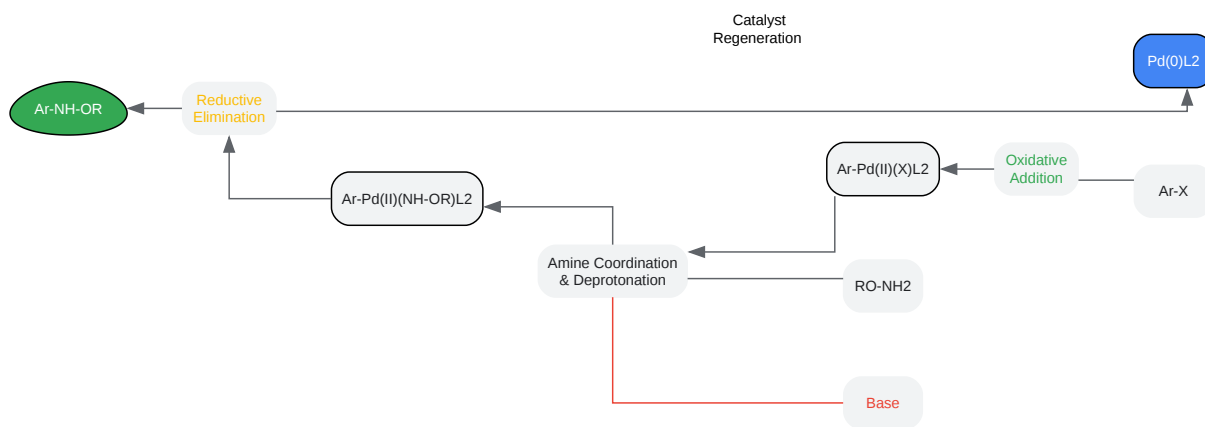 Catalyst
Regeneration
Pd(0)L2
Ar-NH-OR
Reductive
Elimination
Ar-Pd(II)(X)L2
Oxidative
Addition
Ar-X
Ar-Pd(II)(NH-OR)L2
Amine Coordination
& Deprotonation
RO-NH2
Base